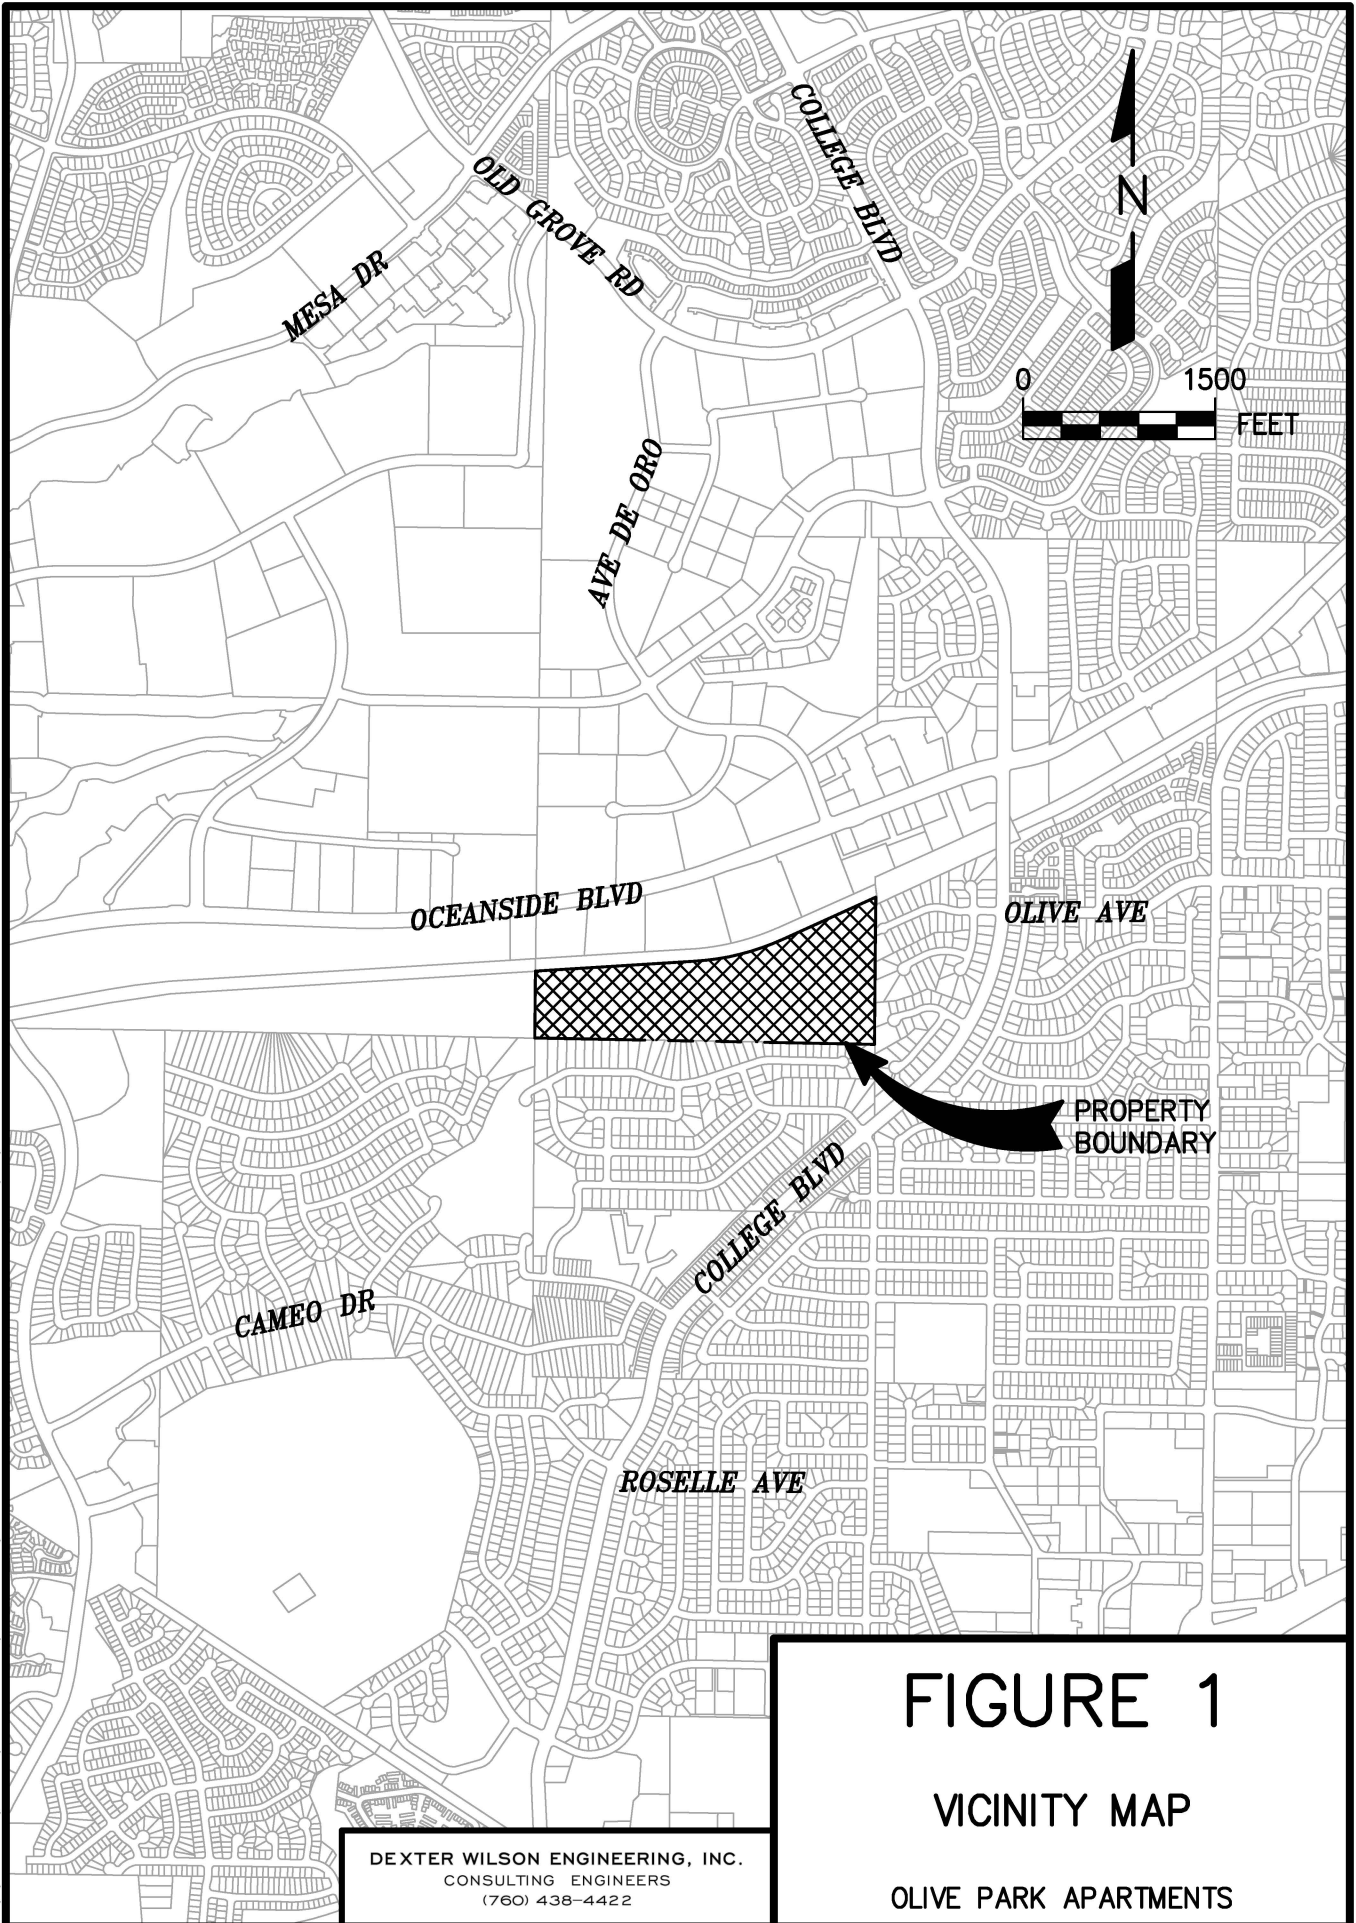 COLLEGE BLVD
OLD GROVE RD
N
MESA DR
0 1500
FEET
AVE DE ORO
OCEANSIDE BLVD
OLIVE AVE
PROPERTY
BOUNDARY
COLLEGE BLVD
CAMEO DR
ROSELLE AVE
FIGURE 1
VICINITY MAP
OLIVE PARK APARTMENTS
DEXTER WILSON ENGINEERING, INC.
CONSULTING ENGINEERS
(760) 438-4422